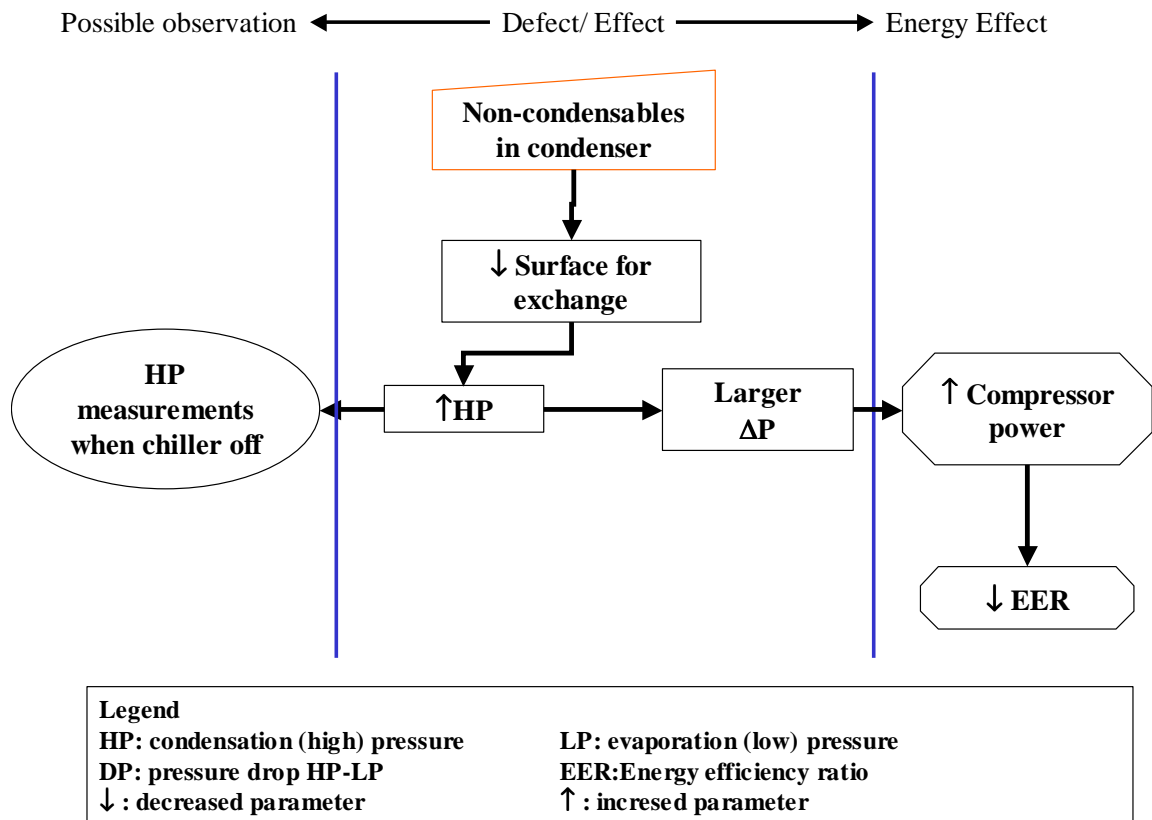 Possible observation Defect/ Effect Energy Effect
Non-condensables
in condenser
↓ Surface for
exchange
HP
measurements
when chiller off
↑HP
Larger
ΔP
↑ Compressor
power
↓ EER
Legend
HP: condensation (high) pressure LP: evaporation (low) pressure
DP: pressure drop HP-LP EER:Energy efficiency ratio
↓ : decreased parameter ↑ : incresed parameter